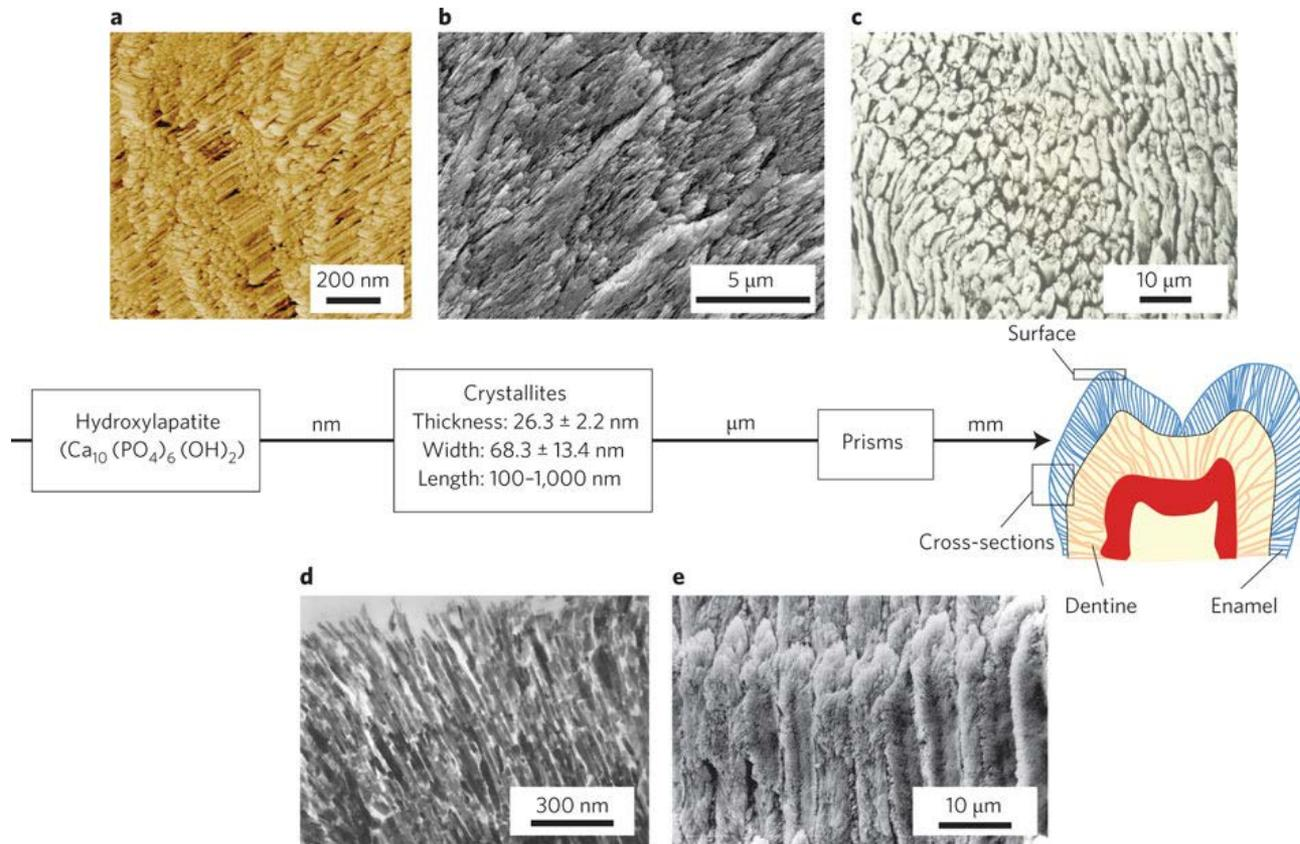 a
b
c
200 nm
5 μm
10 μm
Surface
Hydroxylapatite
(Ca₁₀ (PO₄)₆ (OH)₂)
nm
Crystallites
Thickness: 26.3 ± 2.2 nm
Width: 68.3 ± 13.4 nm
Length: 100–1,000 nm
μm
Prisms
mm
Cross-sections
Dentine
Enamel
d
e
300 nm
10 μm